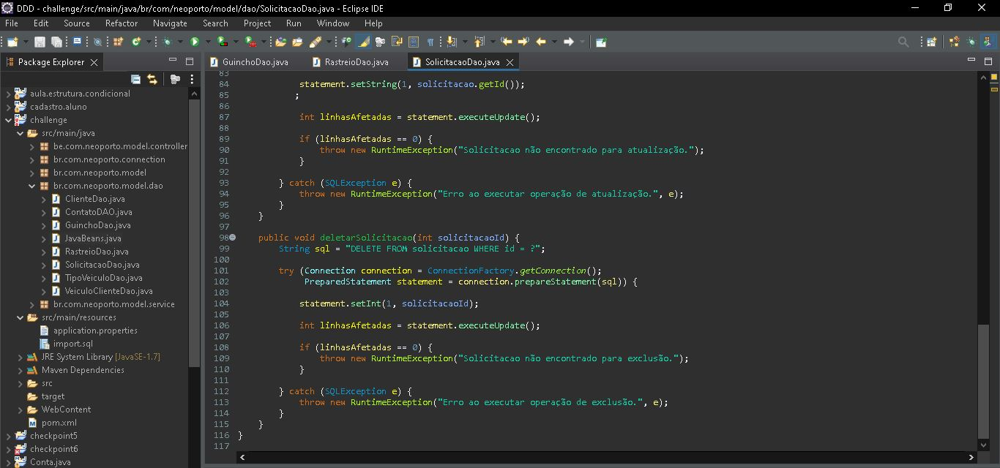 DDD - challenge/src/main/java/br/com/neoporto/model/dao/SolicitacaoDao.java - Eclipse IDE
File Edit Source Refactor Navigate Search Project Run Window Help
Package Explorer
GuinchoDao.java RastreioDao.java SolicitacaoDao.java
aula.estrutura.condicional
cadastro.aluno
challenge
src/main/java
be.com.neoporto.model.controller
br.com.neoporto.connection
br.com.neoporto.model
br.com.neoporto.model.dao
ClienteDao.java
ContatoDAO.java
GuinchoDao.java
JavaBeans.java
RastreioDao.java
SolicitacaoDao.java
TipoVeiculoDao.java
VeiculoClienteDao.java
br.com.neoporto.model.service
src/main/resources
application.properties
import.sql
JRE System Library [JavaSE-1.7]
Maven Dependencies
src
target
WebContent
pom.xml
checkpoint5
checkpoint6
Conta.java
83
84 statement.setString(1, solicitacao.getId());
85 ;
86
87 int linhasAfetadas = statement.executeUpdate();
88
89 if (linhasAfetadas == 0) {
90 throw new RuntimeException("Solicitacao não encontrado para atualização.");
91 }
92
93 } catch (SQLException e) {
94 throw new RuntimeException("Erro ao executar operação de atualização.", e);
95 }
96 }
97
98 public void deletarSolicitacao(int solicitacaoId) {
99 String sql = "DELETE FROM solicitacao WHERE id = ?";
100
101 try (Connection connection = ConnectionFactory.getConnection();
102 PreparedStatement statement = connection.prepareStatement(sql)) {
103
104 statement.setInt(1, solicitacaoId);
105
106 int linhasAfetadas = statement.executeUpdate();
107
108 if (linhasAfetadas == 0) {
109 throw new RuntimeException("Solicitacao não encontrado para exclusão.");
110 }
111
112 } catch (SQLException e) {
113 throw new RuntimeException("Erro ao executar operação de exclusão.", e);
114 }
115 }
116 }
117